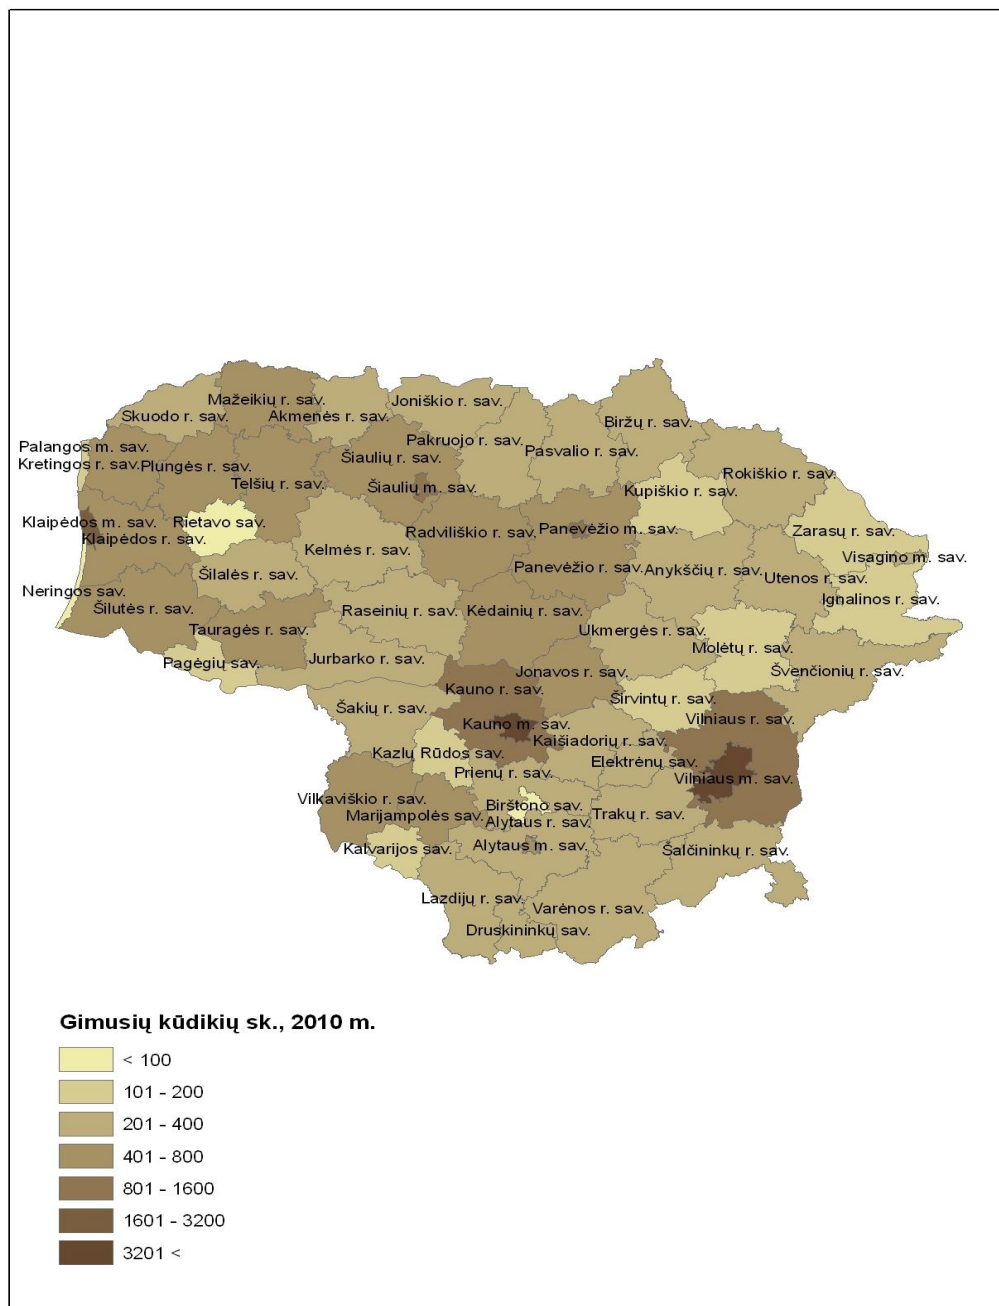 Mažeikių r. sav.
Joniškio r. sav.
Skuodo r. sav.
Akmenės r. sav.
Biržų r. sav.
Palangos m. sav.
Pakruojo r. sav.
Pasvalio r. sav.
Kretingos r. sav.
Plungės r. sav.
Šiaulių r. sav.
Rokiškio r. sav.
Telšių r. sav.
Šiaulių m. sav.
Kupiškio r. sav.
Klaipėdos m. sav.
Rietavo sav.
Klaipėdos r. sav.
Radviliškio r. sav.
Panevėžio m. sav.
Zarasų r. sav.
Kelmės r. sav.
Visagino m. sav.
Neringos sav.
Šilalės r. sav.
Panevėžio r. sav.
Anykščių r. sav.
Utenos r. sav.
Ignalinos r. sav.
Šilutės r. sav.
Raseinių r. sav.
Kėdainių r. sav.
Tauragės r. sav.
Ukmergės r. sav.
Molėtų r. sav.
Pagėgių sav.
Jurbarko r. sav.
Jonavos r. sav.
Švenčionių r. sav.
Kauno r. sav.
Širvintų r. sav.
Šakių r. sav.
Kauno m. sav.
Vilniaus r. sav.
Kaišiadorių r. sav.
Kazlų Rūdos sav.
Elektrėnų sav.
Prienų r. sav.
Vilniaus m. sav.
Vilkaviškio r. sav.
Birštono sav.
Marijampolės sav.
Alytaus r. sav.
Trakų r. sav.
Kalvarijos sav.
Alytaus m. sav.
Šalčininkų r. sav.
Lazdijų r. sav.
Varėnos r. sav.
Druskininkų sav.
Gimusių kūdikių sk., 2010 m.
< 100
101 - 200
201 - 400
401 - 800
801 - 1600
1601 - 3200
3201 <